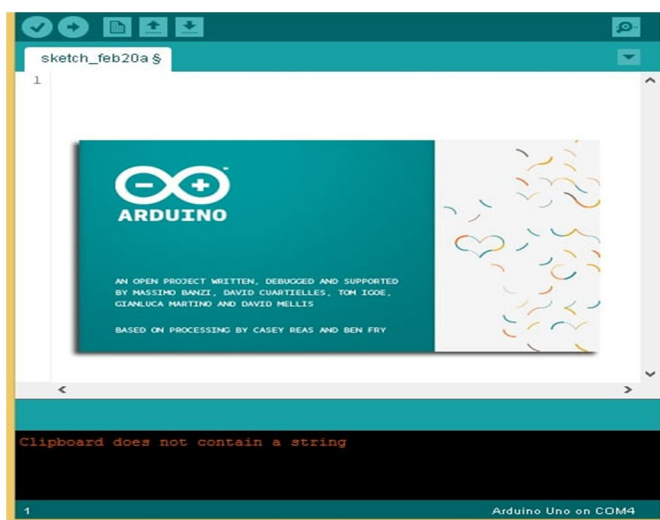 sketch_feb20a §
1
ARDUINO
AN OPEN PROJECT WRITTEN, DEBUGGED AND SUPPORTED
BY MASSIMO BANZI, DAVID CUARTIELLES, TOM IGOE,
GIANLUCA MARTINO AND DAVID MELLIS
BASED ON PROCESSING BY CASEY REAS AND BEN FRY
Clipboard does not contain a string
1 Arduino Uno on COM4